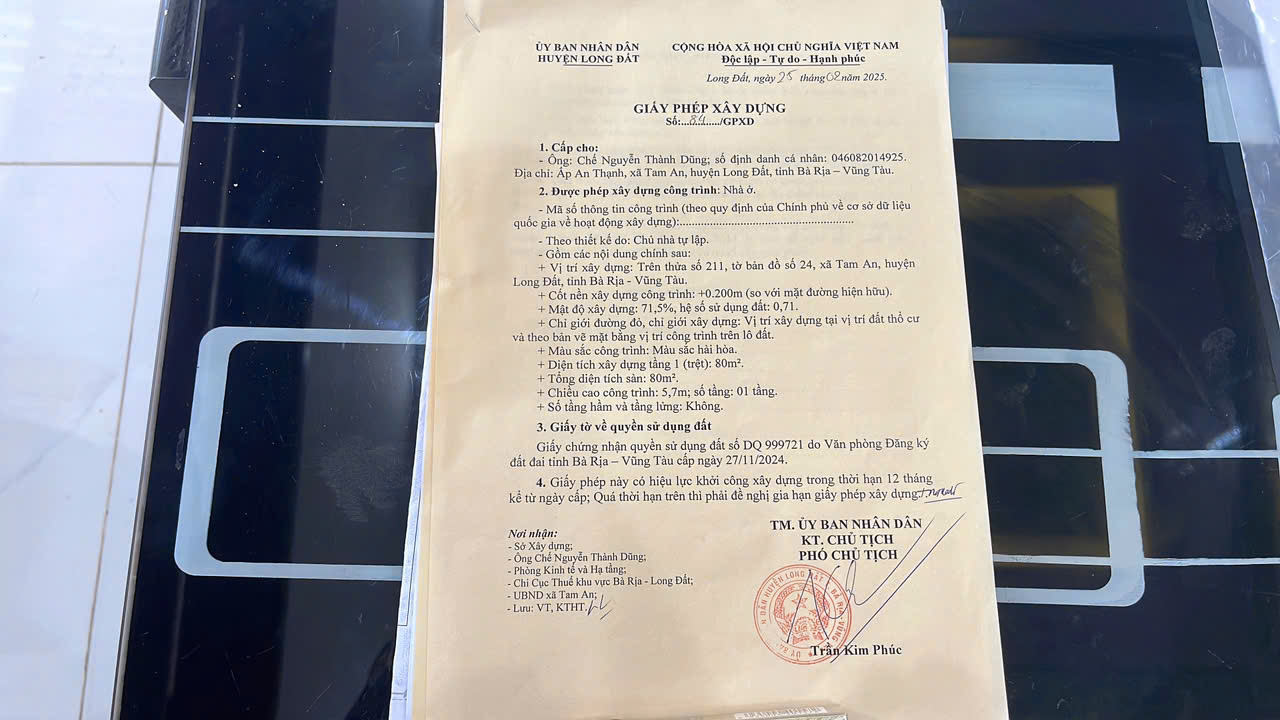 ỦY BAN NHÂN DÂN
HUYỆN LONG ĐẤT
CỘNG HÒA XÃ HỘI CHỦ NGHĨA VIỆT NAM
Độc lập - Tự do - Hạnh phúc
Long Đất, ngày 25 tháng 02 năm 2025.
GIẤY PHÉP XÂY DỰNG
Số:...84...../GPXD
1. Cấp cho:
- Ông: Chế Nguyễn Thành Dũng; số định danh cá nhân: 046082014925.
Địa chỉ: Ấp An Thạnh, xã Tam An, huyện Long Đất, tỉnh Bà Rịa – Vũng Tàu.
2. Được phép xây dựng công trình: Nhà ở.
- Mã số thông tin công trình (theo quy định của Chính phủ về cơ sở dữ liệu
quốc gia về hoạt động xây dựng):..........................................................
- Theo thiết kế do: Chủ nhà tự lập.
- Gồm các nội dung chính sau:
+ Vị trí xây dựng: Trên thửa số 211, tờ bản đồ số 24, xã Tam An, huyện
Long Đất, tỉnh Bà Rịa - Vũng Tàu.
+ Cốt nền xây dựng công trình: +0.200m (so với mặt đường hiện hữu).
+ Mật độ xây dựng: 71,5%, hệ số sử dụng đất: 0,71.
+ Chỉ giới đường đỏ, chỉ giới xây dựng: Vị trí xây dựng tại vị trí đất thổ cư
và theo bản vẽ mặt bằng vị trí công trình trên lô đất.
+ Màu sắc công trình: Màu sắc hài hòa.
+ Diện tích xây dựng tầng 1 (trệt): 80m².
+ Tổng diện tích sàn: 80m².
+ Chiều cao công trình: 5,7m; số tầng: 01 tầng.
+ Số tầng hầm và tầng lửng: Không.
3. Giấy tờ về quyền sử dụng đất
Giấy chứng nhận quyền sử dụng đất số DQ 999721 do Văn phòng Đăng ký
đất đai tỉnh Bà Rịa – Vũng Tàu cấp ngày 27/11/2024.
4. Giấy phép này có hiệu lực khởi công xây dựng trong thời hạn 12 tháng
kể từ ngày cấp; Quá thời hạn trên thì phải đề nghị gia hạn giấy phép xây dựng.
Nơi nhận:
- Sở Xây dựng;
- Ông Chế Nguyễn Thành Dũng;
- Phòng Kinh tế và Hạ tầng;
- Chi Cục Thuế khu vực Bà Rịa - Long Đất;
- UBND xã Tam An;
- Lưu: VT, KTHT.
TM. ỦY BAN NHÂN DÂN
KT. CHỦ TỊCH
PHÓ CHỦ TỊCH
Trần Kim Phúc